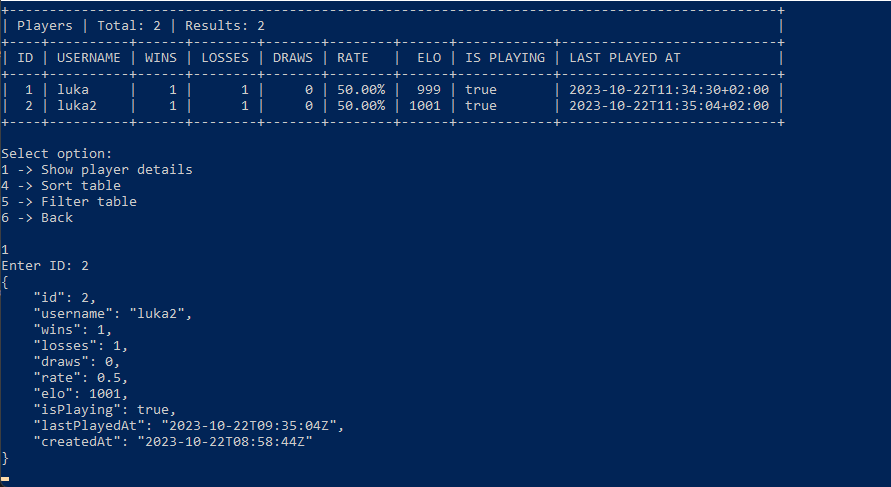 +---------------------------------------------------------------------------------------------+
| Players | Total: 2 | Results: 2                                                                |
+----+----------+------+--------+-------+--------+------+------------+---------------------------+
| ID | USERNAME | WINS | LOSSES | DRAWS | RATE   |  ELO | IS PLAYING | LAST PLAYED AT            |
+----+----------+------+--------+-------+--------+------+------------+---------------------------+
|  1 | luka     |    1 |      1 |     0 | 50.00% |  999 | true       | 2023-10-22T11:34:30+02:00 |
|  2 | luka2    |    1 |      1 |     0 | 50.00% | 1001 | true       | 2023-10-22T11:35:04+02:00 |
+----+----------+------+--------+-------+--------+------+------------+---------------------------+
Select option:
1 -> Show player details
4 -> Sort table
5 -> Filter table
6 -> Back
1
Enter ID: 2
{
    "id": 2,
    "username": "luka2",
    "wins": 1,
    "losses": 1,
    "draws": 0,
    "rate": 0.5,
    "elo": 1001,
    "isPlaying": true,
    "lastPlayedAt": "2023-10-22T09:35:04Z",
    "createdAt": "2023-10-22T08:58:44Z"
}